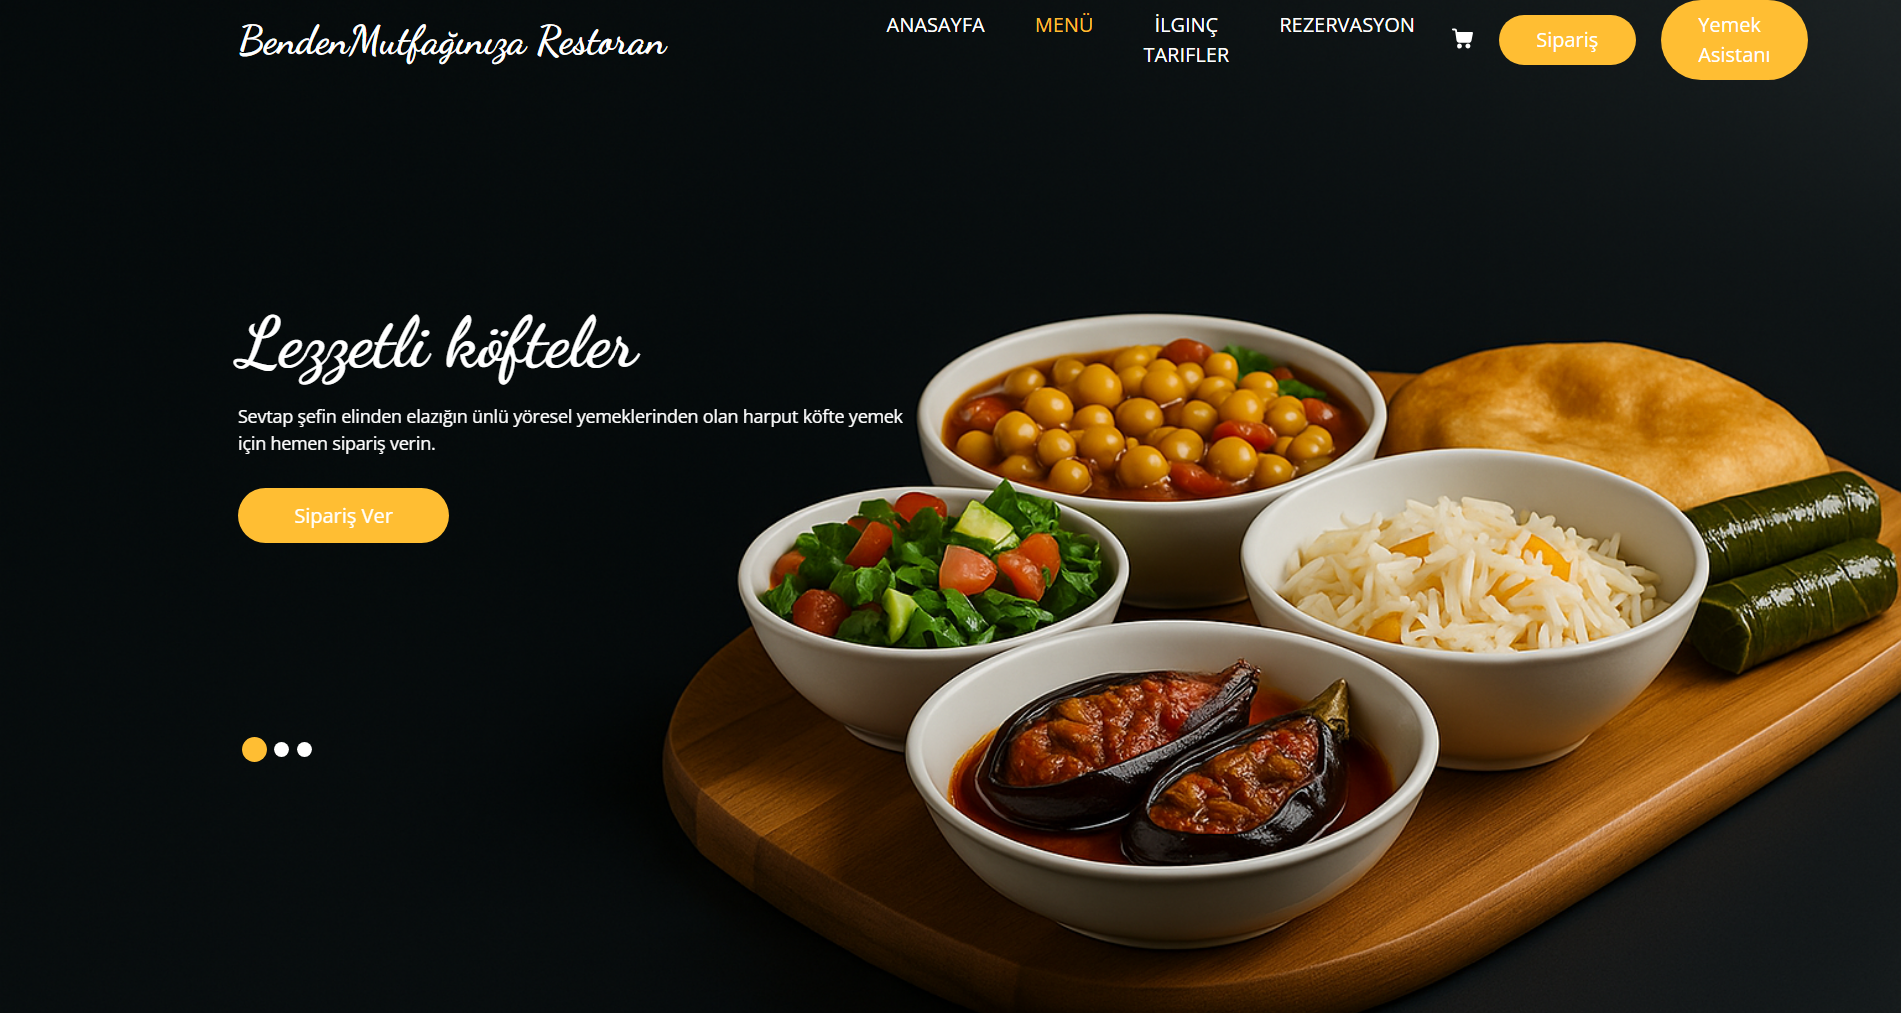 BendenMutfağınıza Restoran
ANASAYFA
MENÜ
İLGINÇ
TARIFLER
REZERVASYON
Sipariş
Yemek
Asistanı
Lezzetli köfteler
Sevtap şefin elinden elazığın ünlü yöresel yemeklerinden olan harput köfte yemek
için hemen sipariş verin.
Sipariş Ver